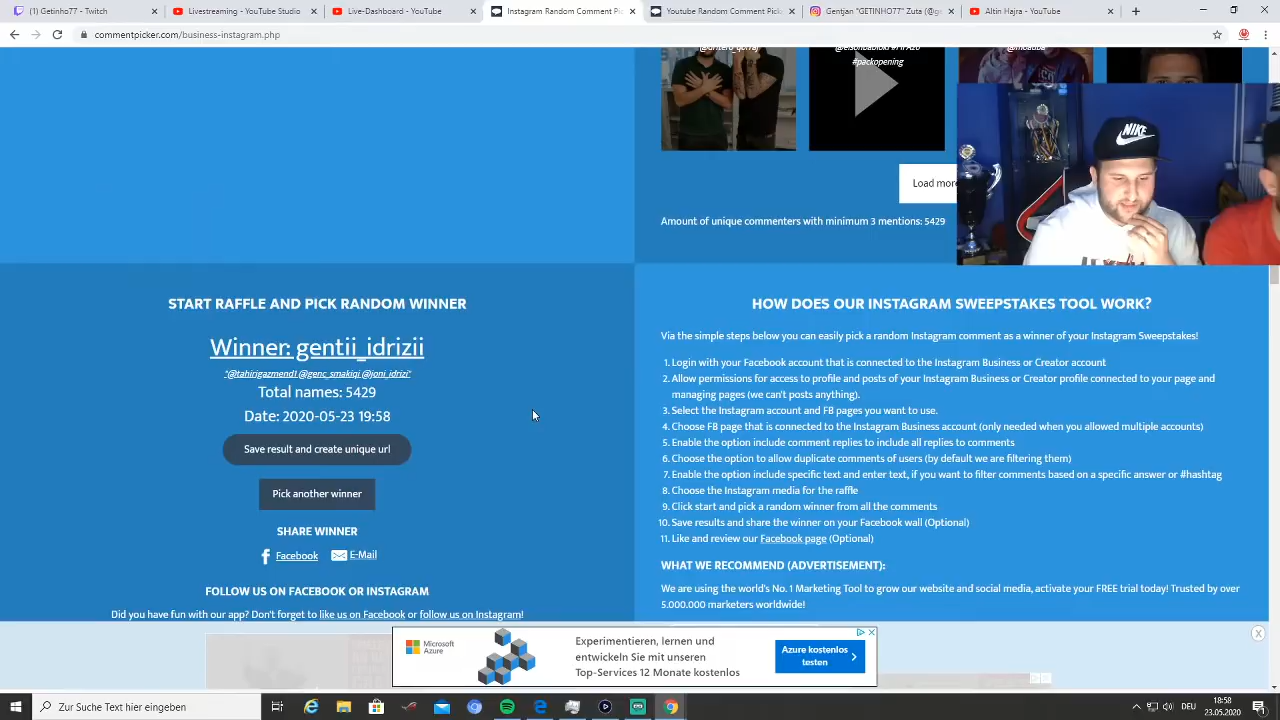 (1) Getinho77 - Twitch
Livestreaming - YouTube Studio
Live-Dashboard - YouTube
Instagram Random Comment Pi
Youtube Random Comment Picke
Gentjan "GETINHO77" Zuta (@g
Altin Hajra - YouTube
commentpicker.com/business-instagram.php
#packopening
Load more
NIKE
Amount of unique commenters with minimum 3 mentions: 5429
START RAFFLE AND PICK RANDOM WINNER
Winner: gentii_idrizii
"@tahirigazmend1 @genc_smakiqi @joni_idrizi"
Total names: 5429
Date: 2020-05-23 19:58
Save result and create unique url
Pick another winner
SHARE WINNER
Facebook
E-Mail
FOLLOW US ON FACEBOOK OR INSTAGRAM
Did you have fun with our app? Don't forget to like us on Facebook or follow us on Instagram!
HOW DOES OUR INSTAGRAM SWEEPSTAKES TOOL WORK?
Via the simple steps below you can easily pick a random Instagram comment as a winner of your Instagram Sweepstakes!
1. Login with your Facebook account that is connected to the Instagram Business or Creator account
2. Allow permissions for access to profile and posts of your Instagram Business or Creator profile connected to your page and
managing pages (we can't posts anything).
3. Select the Instagram account and FB pages you want to use.
4. Choose FB page that is connected to the Instagram Business account (only needed when you allowed multiple accounts)
5. Enable the option include comment replies to include all replies to comments
6. Choose the option to allow duplicate comments of users (by default we are filtering them)
7. Enable the option include specific text and enter text, if you want to filter comments based on a specific answer or #hashtag
8. Choose the Instagram media for the raffle
9. Click start and pick a random winner from all the comments
10. Save results and share the winner on your Facebook wall (Optional)
11. Like and review our Facebook page (Optional)
WHAT WE RECOMMEND (ADVERTISEMENT):
We are using the world's No. 1 Marketing Tool to grow our website and social media, activate your FREE trial today! Trusted by over
5.000.000 marketers worldwide!
Microsoft
Azure
Experimentieren, lernen und
entwickeln Sie mit unseren
Top-Services 12 Monate kostenlos
Azure kostenlos
testen
Zur Suche Text hier eingeben
DEU
18:58
23.05.2020